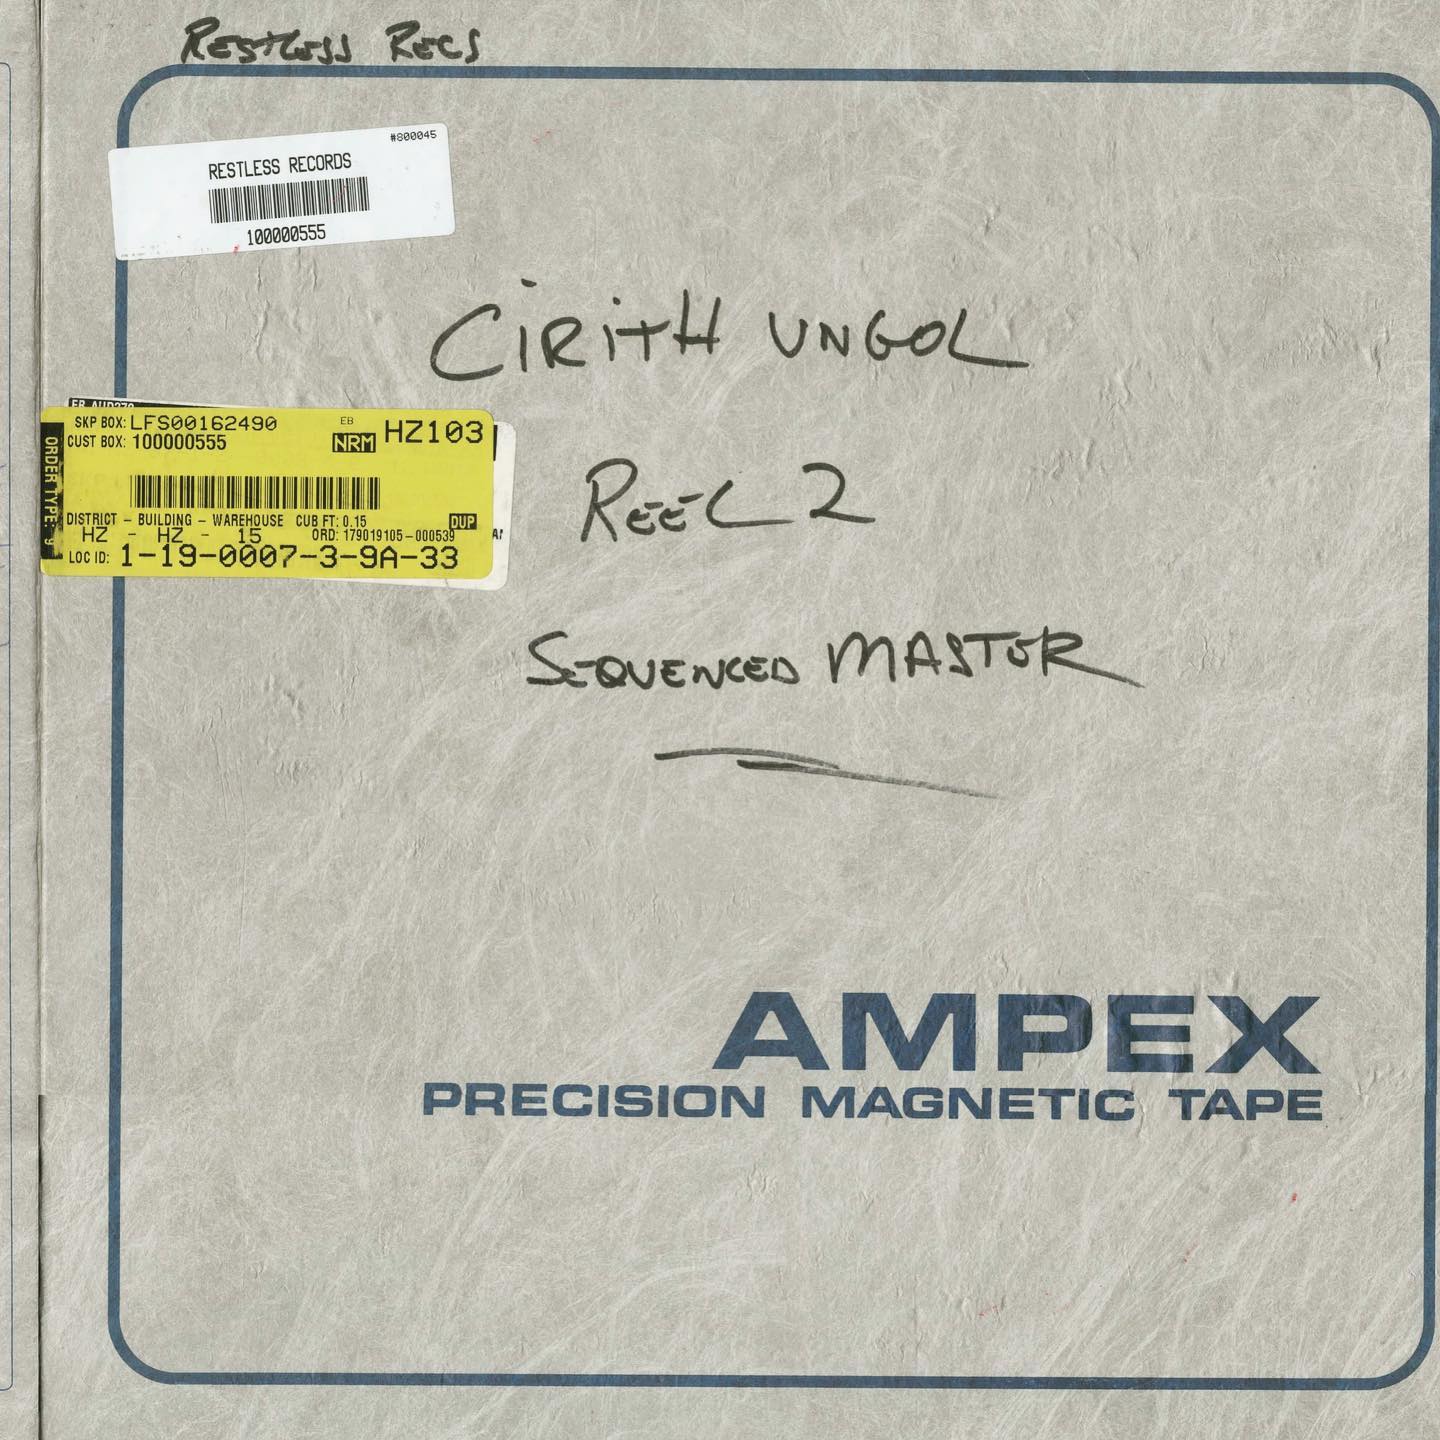 RESTLESS RECS
#800045
RESTLESS RECORDS
100000555
CIRITH UNGOL
SKP BOX: LFS00162490
EB
NRM
HZ103
CUST BOX: 100000555
ORDER TYPE: 9
DISTRICT - BUILDING - WAREHOUSE CUB FT: 0.15
DUP
HZ - HZ - 15 ORD: 179019105-000539
LOC ID: 1-19-0007-3-9A-33
REEL 2
SEQUENCED MASTER
AMPEX
PRECISION MAGNETIC TAPE